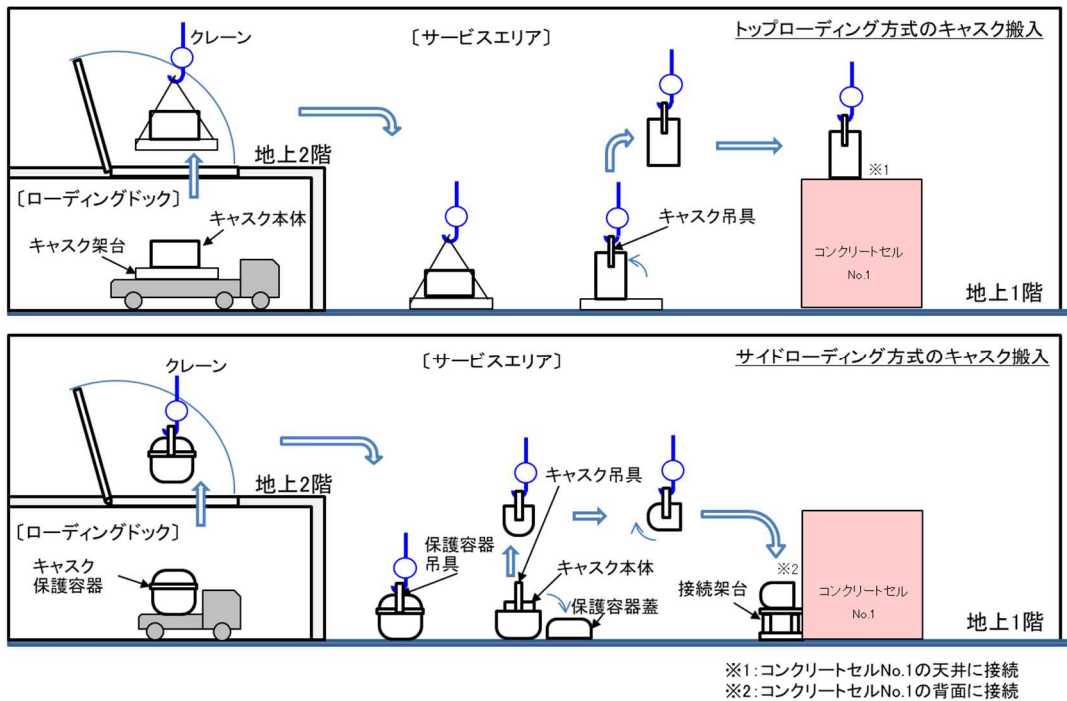 トップローディング方式のキャスク搬入
〔サービスエリア〕
クレーン
地上2階
〔ローディングドック〕
キャスク本体
キャスク架台
キャスク吊具
※1
コンクリートセル
No.1
地上1階
サイドローディング方式のキャスク搬入
〔サービスエリア〕
クレーン
地上2階
〔ローディングドック〕
キャスク
保護容器
保護容器
吊具
キャスク吊具
キャスク本体
保護容器蓋
※2
接続架台
コンクリートセル
No.1
地上1階
※1:コンクリートセルNo.1の天井に接続
※2:コンクリートセルNo.1の背面に接続